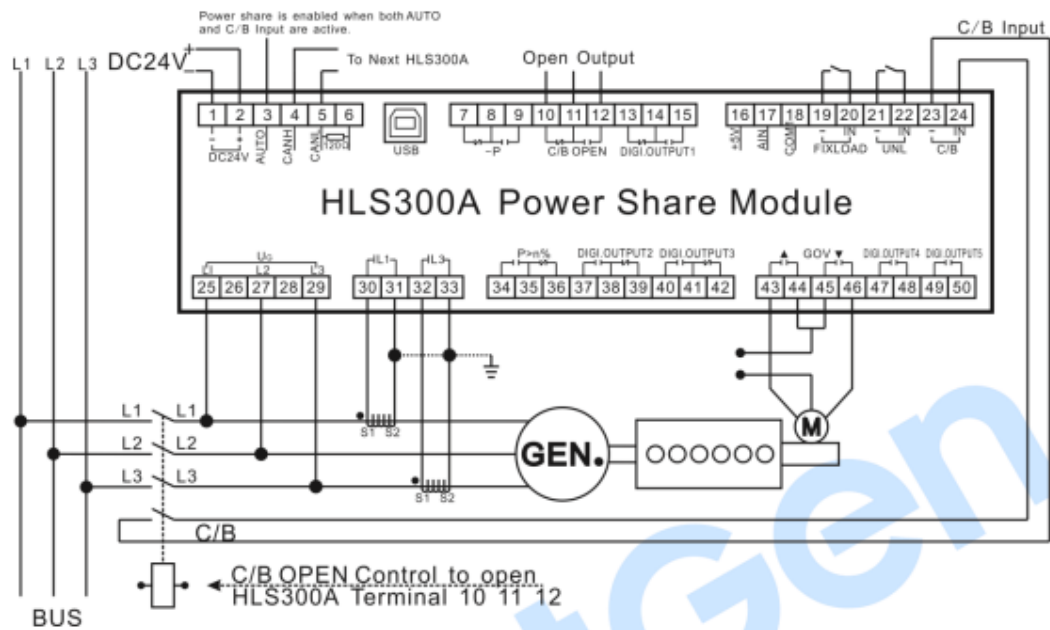 Power share is enabled when both AUTO
and C/B Input are active.
C/B Input
L1 L2 L3 DC24V + −
To Next HLS300A
Open Output
1 2 3 4 5 6
USB
7 8 9 10 11 12 13 14 15
16 17 18 19 20 21 22 23 24
- + AUTO CANH CANL 120Ω
DC24V
-P C/B OPEN DIGI.OUTPUT1
+5V AIN COM1 - IN - IN - IN
FIXLOAD UNL C/B
HLS300A Power Share Module
UG
L1 L2 L3
IL1 IL3
P>n% DIGI.OUTPUT2 DIGI.OUTPUT3
▲ GOV ▼ DIGI.OUTPUT4 DIGI.OUTPUT5
25 26 27 28 29
30 31 32 33
34 35 36 37 38 39 40 41 42
43 44 45 46 47 48 49 50
L1 L1
S1 S2
M
L2 L2
GEN.
L3 L3
S1 S2
C/B
C/B OPEN Control to open
HLS300A Terminal 10 11 12
BUS